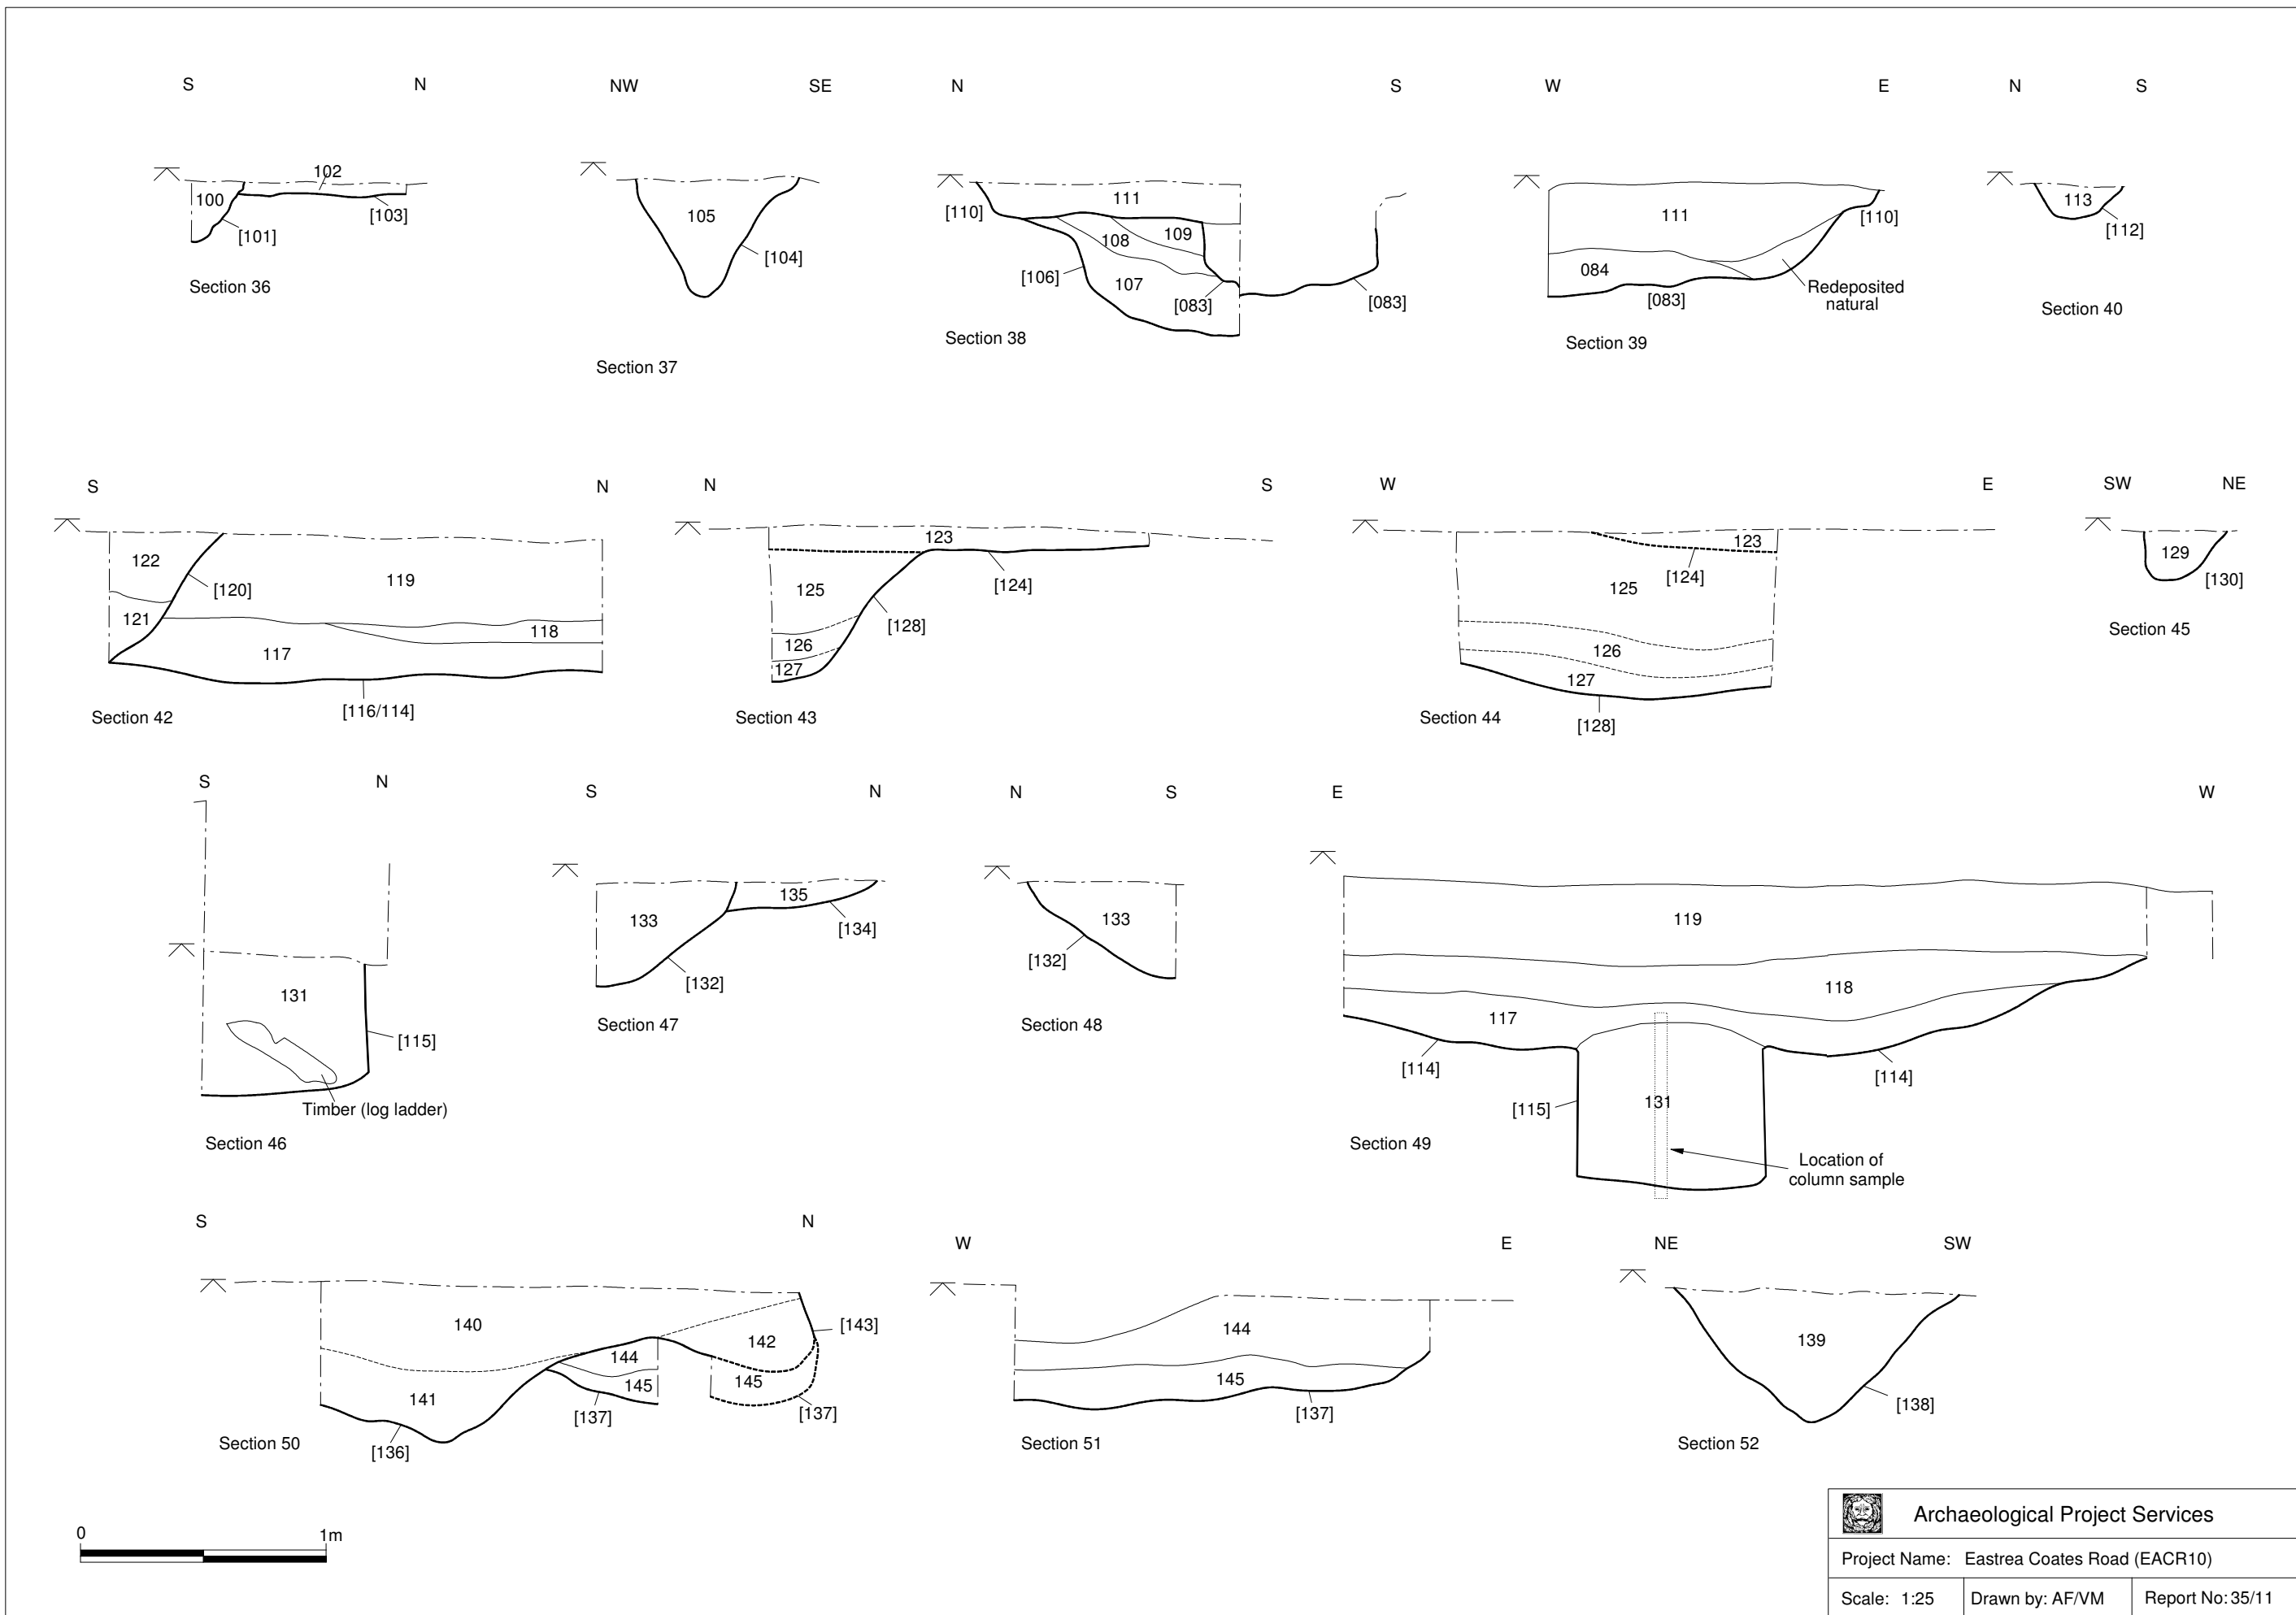 S N NW SE N S W E N S
100
102
[103]
[101]
Section 36
105
[104]
Section 37
111
[110]
108
109
[106]
107
[083]
[083]
Section 38
111
[110]
084
[083]
Redeposited
natural
Section 39
113
[112]
Section 40
S N N S W E SW NE
122
119
[120]
121
118
117
[116/114]
Section 42
123
125
[124]
[128]
126
127
Section 43
123
[124]
125
126
127
[128]
Section 44
129
[130]
Section 45
S N S N N S E W
131
[115]
Timber (log ladder)
Section 46
135
133
[134]
[132]
Section 47
133
[132]
Section 48
119
118
117
[114]
[114]
[115]
131
Location of
column sample
Section 49
S N W E NE SW
140
[143]
142
144
145
145
141
[137]
[137]
[136]
Section 50
144
145
[137]
Section 51
139
[138]
Section 52
0 1m
Archaeological Project Services
Project Name: Eastrea Coates Road (EACR10)
Scale: 1:25 Drawn by: AF/VM Report No: 35/11